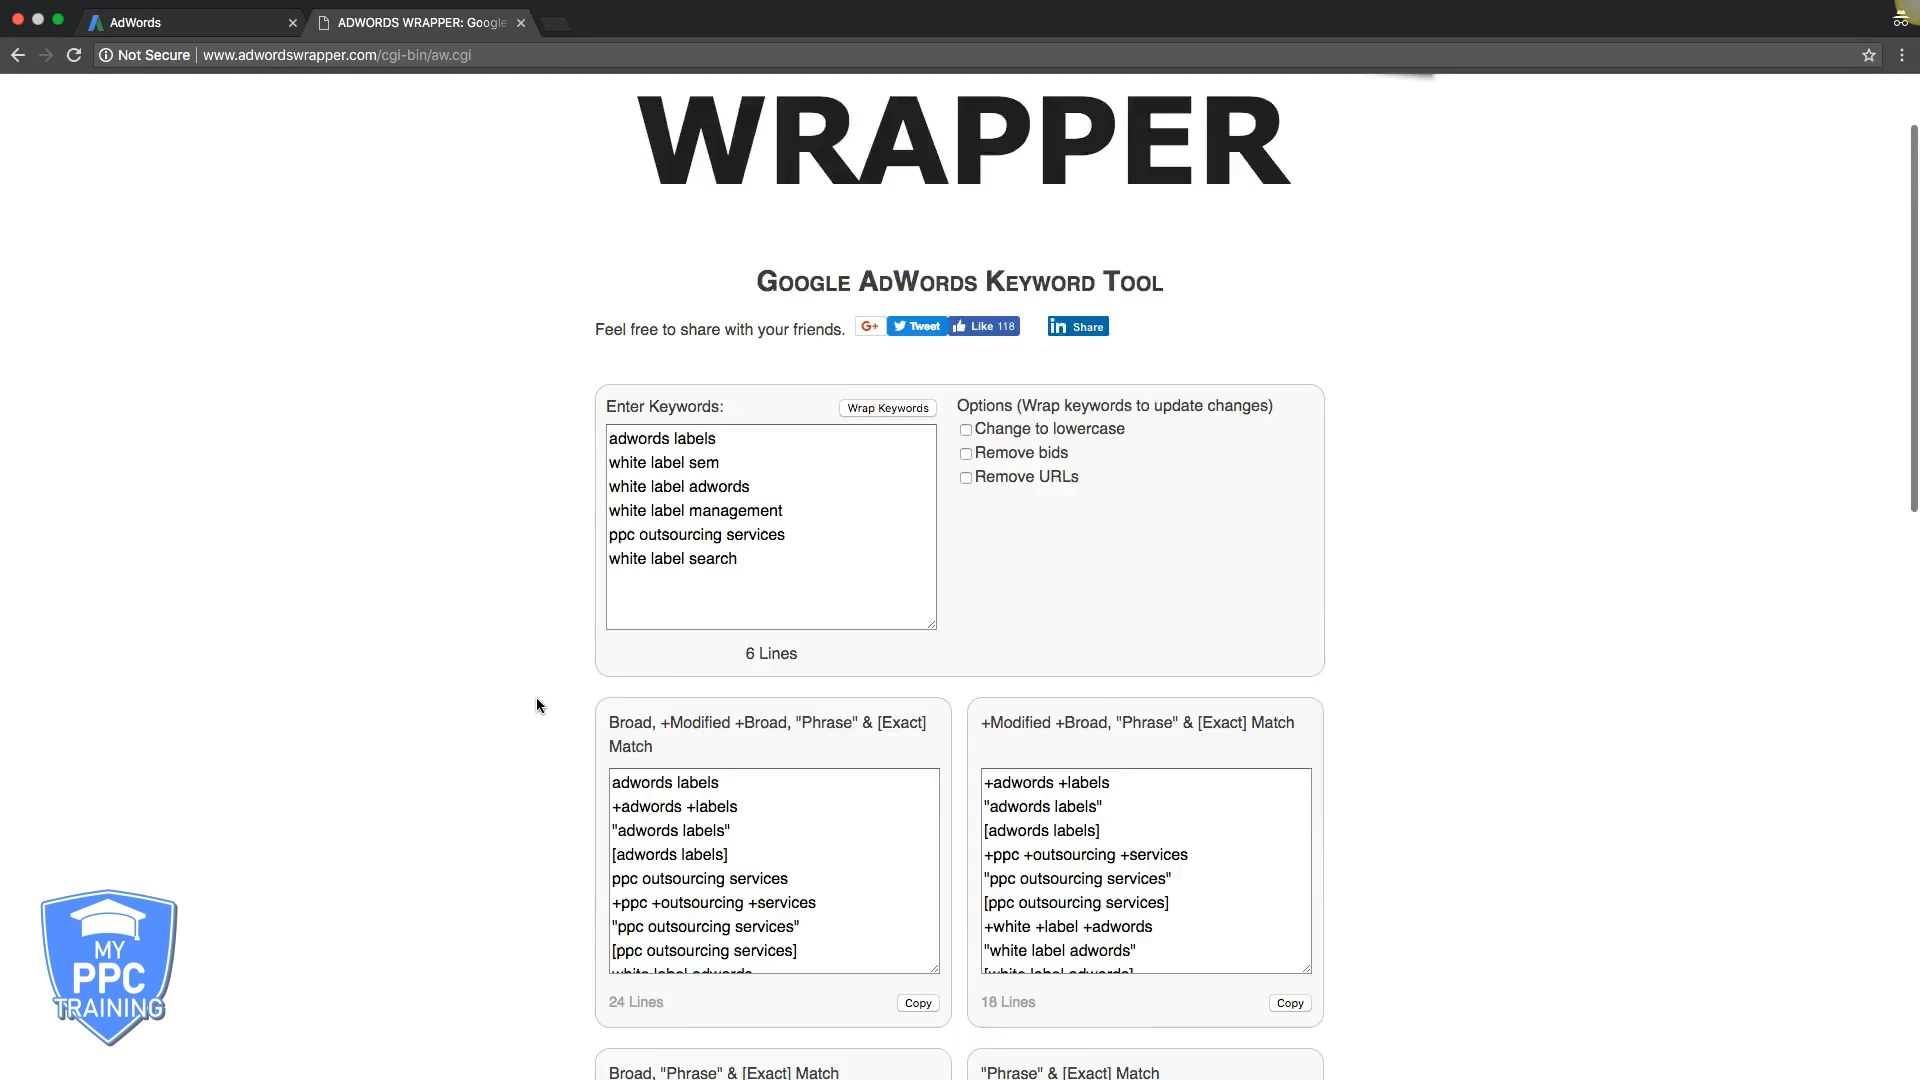 AdWords
ADWORDS WRAPPER: Google
Not Secure
www.adwordswrapper.com/cgi-bin/aw.cgi
WRAPPER
Google AdWords Keyword Tool
Feel free to share with your friends.
G+
Tweet
Like 118
in Share
Enter Keywords:
Wrap Keywords
adwords labels
white label sem
white label adwords
white label management
ppc outsourcing services
white label search
6 Lines
Options (Wrap keywords to update changes)
Change to lowercase
Remove bids
Remove URLs
Broad, +Modified +Broad, "Phrase" & [Exact]
Match
adwords labels
+adwords +labels
"adwords labels"
[adwords labels]
ppc outsourcing services
+ppc +outsourcing +services
"ppc outsourcing services"
[ppc outsourcing services]
white label adwords
24 Lines
Copy
+Modified +Broad, "Phrase" & [Exact] Match
+adwords +labels
"adwords labels"
[adwords labels]
+ppc +outsourcing +services
"ppc outsourcing services"
[ppc outsourcing services]
+white +label +adwords
"white label adwords"
[white label adwords]
18 Lines
Copy
Broad, "Phrase" & [Exact] Match
"Phrase" & [Exact] Match
MY
PPC
TRAINING